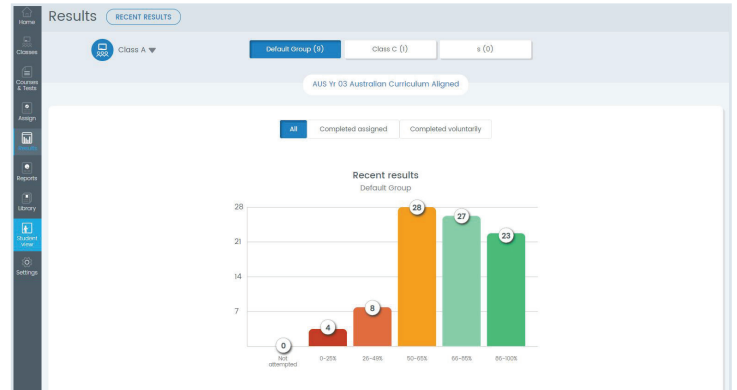 Results
RECENT RESULTS
Home
Classes
Courses
& Tests
Assign
Results
Reports
Library
Student
View
Settings
Class A
Default Group (9)
Class C (1)
s (0)
AUS Yr 03 Australian Curriculum Aligned
All
Completed assigned
Completed voluntarily
Recent results
Default Group
28
21
14
7
0
4
8
28
27
23
Not
attempted
0-25%
26-49%
50-65%
66-85%
86-100%